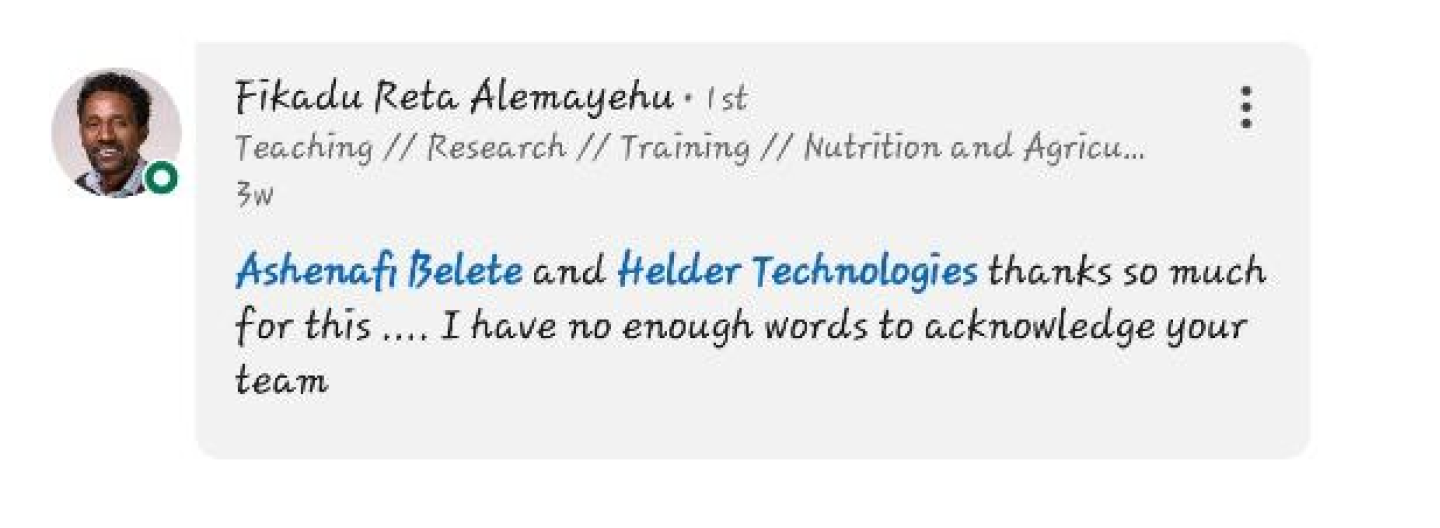 Fikadu Reta Alemayehu • 1st
Teaching // Research // Training // Nutrition and Agricu...
3w
Ashenafi Belete and Helder Technologies thanks so much
for this .... I have no enough words to acknowledge your
team